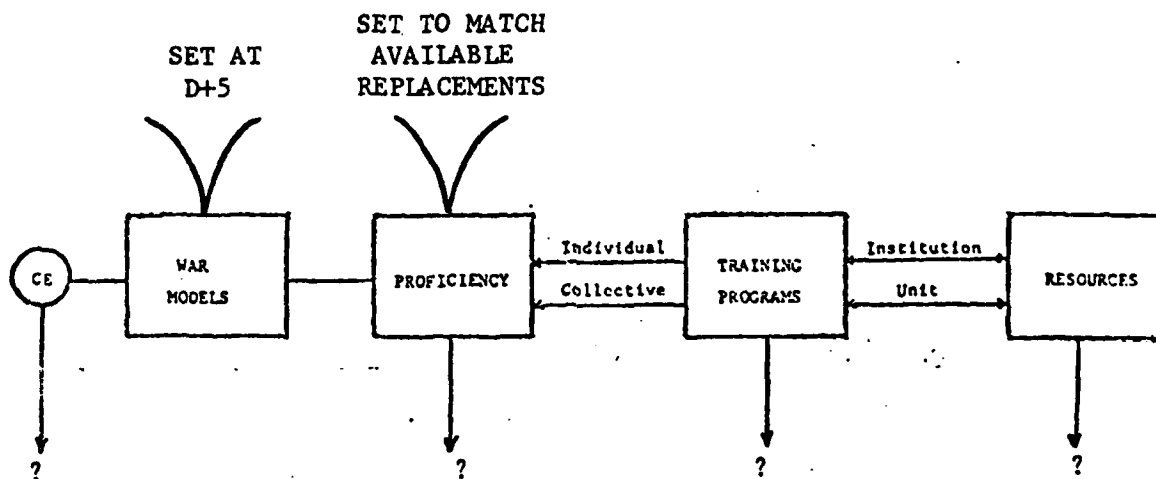 SET AT
D+5
SET TO MATCH
AVAILABLE
REPLACEMENTS
CE
WAR
MODELS
PROFICIENCY
Individual
Collective
TRAINING
PROGRAMS
Institution
Unit
RESOURCES
?
?
?
?